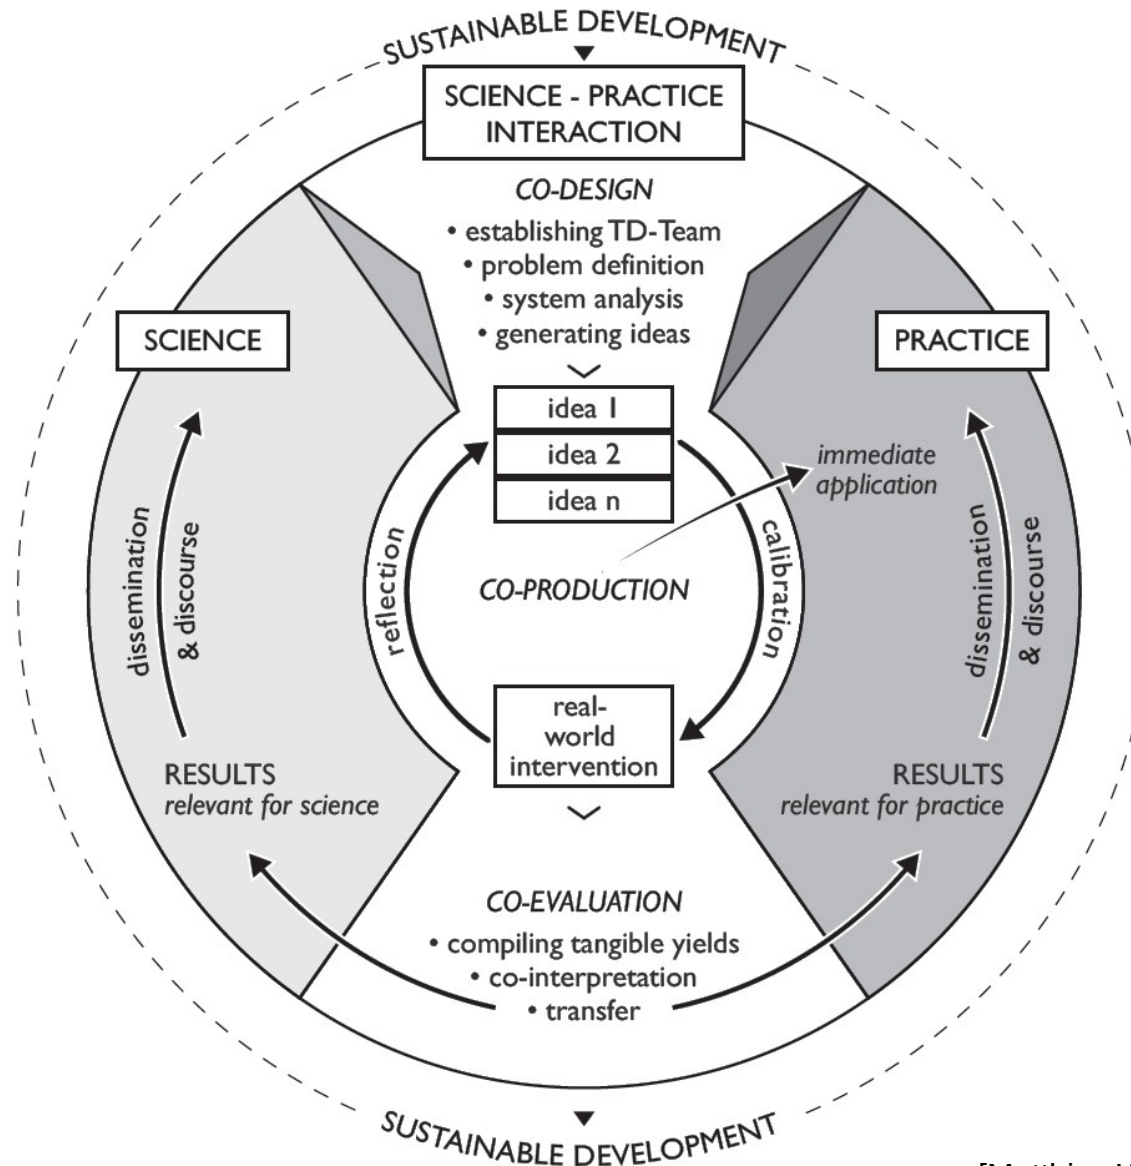 SUSTAINABLE DEVELOPMENT
SCIENCE - PRACTICE
INTERACTION
CO-DESIGN
• establishing TD-Team
• problem definition
• system analysis
• generating ideas
SCIENCE
PRACTICE
idea 1
idea 2
idea n
immediate
application
reflection
calibration
CO-PRODUCTION
dissemination
& discourse
dissemination
& discourse
real-
world
intervention
RESULTS
relevant for science
RESULTS
relevant for practice
CO-EVALUATION
• compiling tangible yields
• co-interpretation
• transfer
SUSTAINABLE DEVELOPMENT